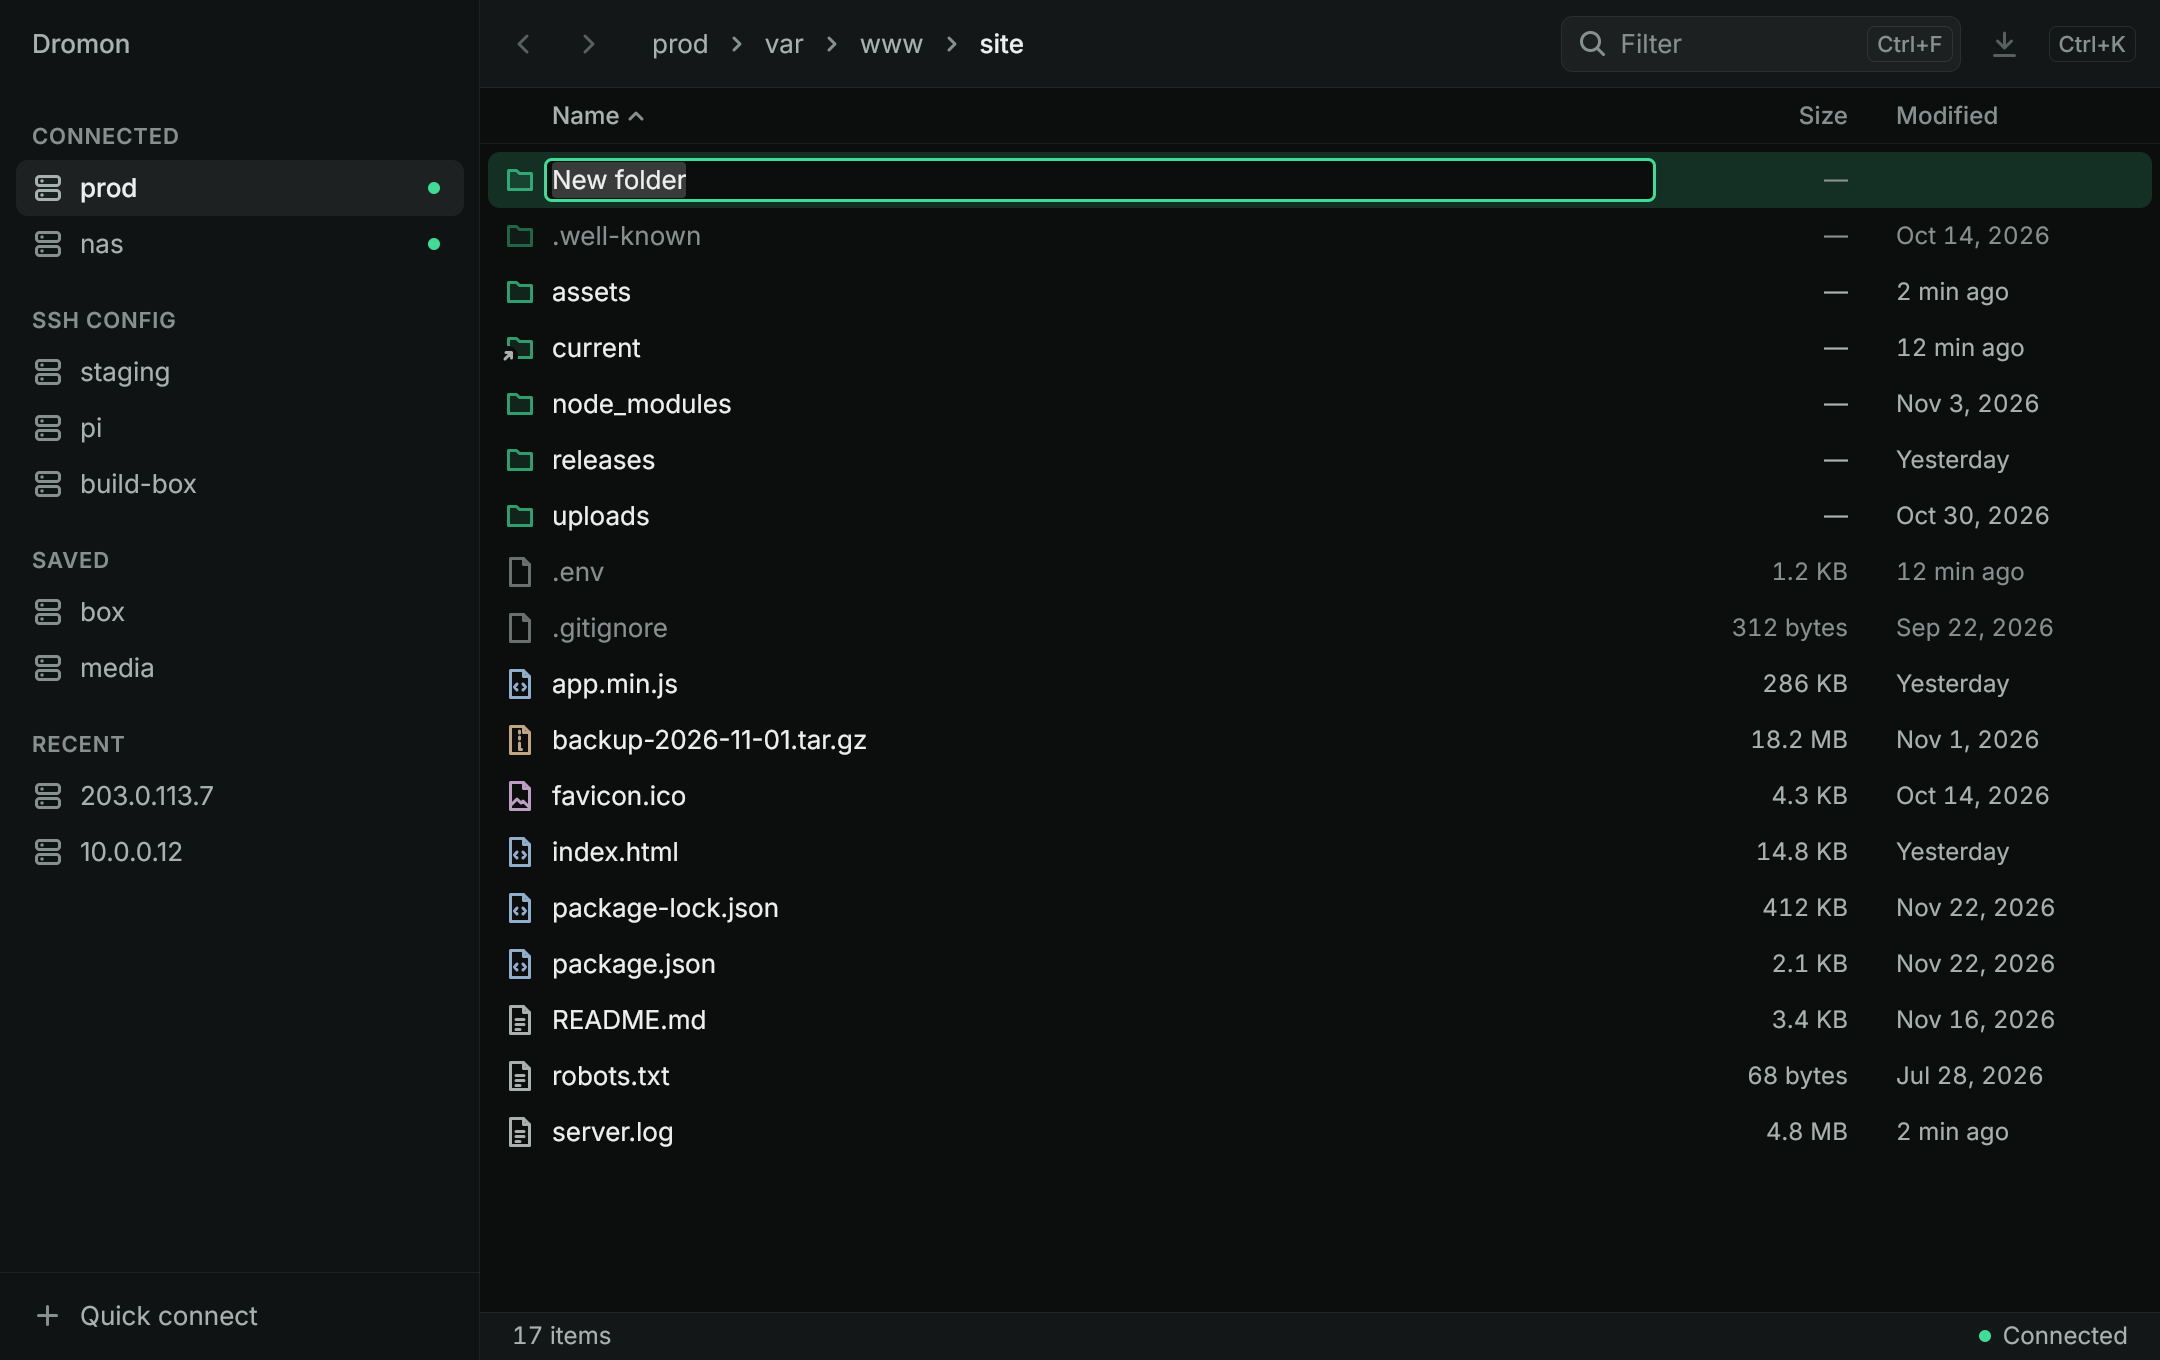 Dromon
prod var www site
Filter Ctrl+F Ctrl+K
CONNECTED
prod
nas
SSH CONFIG
staging
pi
build-box
SAVED
box
media
RECENT
203.0.113.7
10.0.0.12
Quick connect
Name Size Modified
New folder —
.well-known — Oct 14, 2026
assets — 2 min ago
current — 12 min ago
node_modules — Nov 3, 2026
releases — Yesterday
uploads — Oct 30, 2026
.env 1.2 KB 12 min ago
.gitignore 312 bytes Sep 22, 2026
app.min.js 286 KB Yesterday
backup-2026-11-01.tar.gz 18.2 MB Nov 1, 2026
favicon.ico 4.3 KB Oct 14, 2026
index.html 14.8 KB Yesterday
package-lock.json 412 KB Nov 22, 2026
package.json 2.1 KB Nov 22, 2026
README.md 3.4 KB Nov 16, 2026
robots.txt 68 bytes Jul 28, 2026
server.log 4.8 MB 2 min ago
17 items Connected